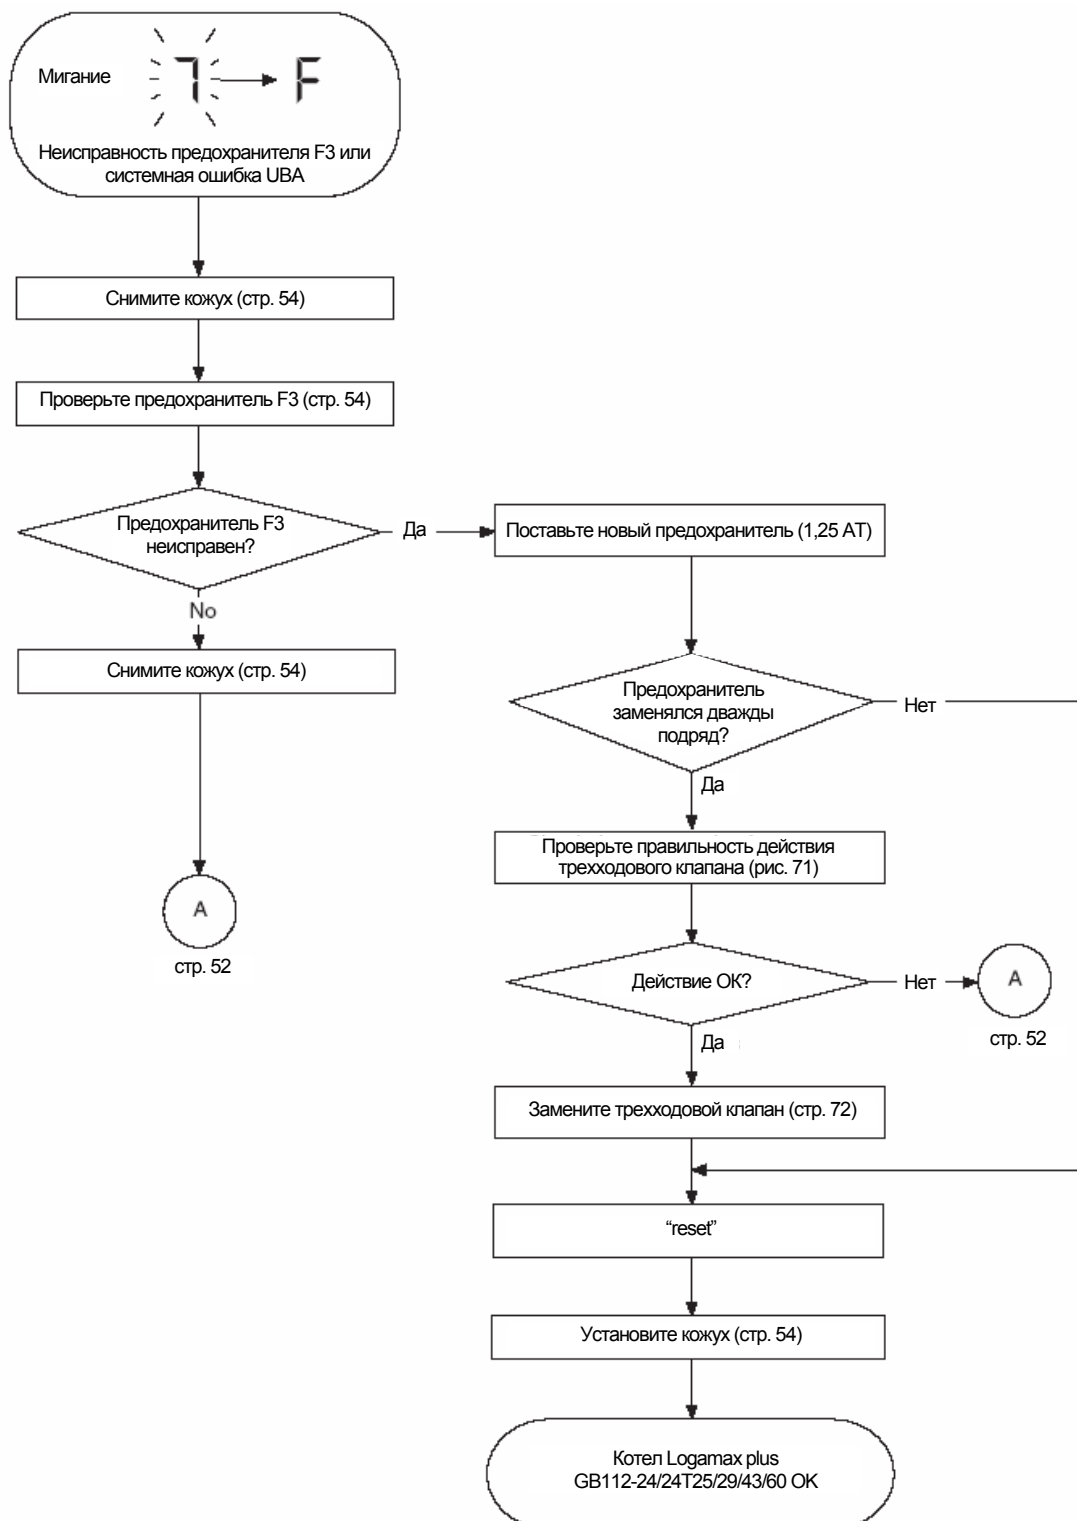 Мигание
7
F
Неисправность предохранителя F3 или
системная ошибка UBA
Снимите кожух (стр. 54)
Проверьте предохранитель F3 (стр. 54)
Предохранитель F3
неисправен?
Да
Поставьте новый предохранитель (1,25 AT)
No
Снимите кожух (стр. 54)
Предохранитель
заменялся дважды
подряд?
Нет
Да
Проверьте правильность действия
трехходового клапана (рис. 71)
A
стр. 52
Действие ОК?
Нет
A
стр. 52
Да
Замените трехходовой клапан (стр. 72)
“reset”
Установите кожух (стр. 54)
Котел Logamax plus
GB112-24/24T25/29/43/60 OK